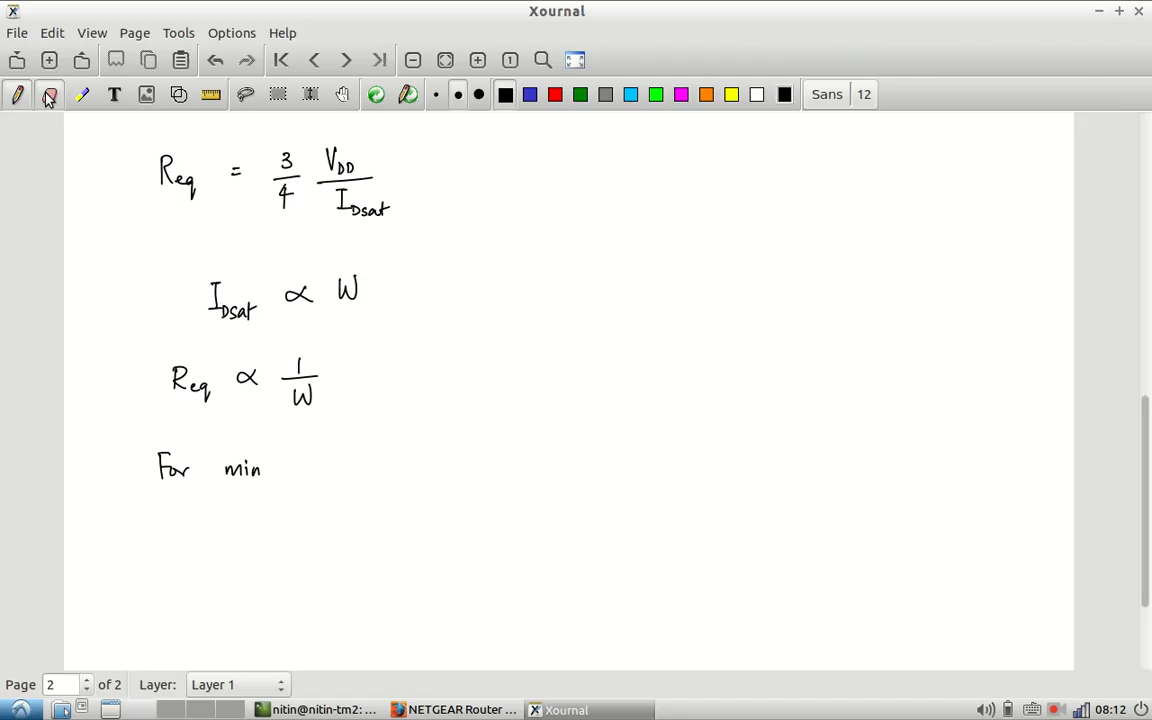 Xournal
File Edit View Page Tools Options Help
T Sans 12
Req = 3/4 VDD/IDsat
IDsat ∝ W
Req ∝ 1/W
For min
Page 2 of 2 Layer: Layer 1
nitin@nitin-tm2: ... NETGEAR Router ... Xournal 08:12